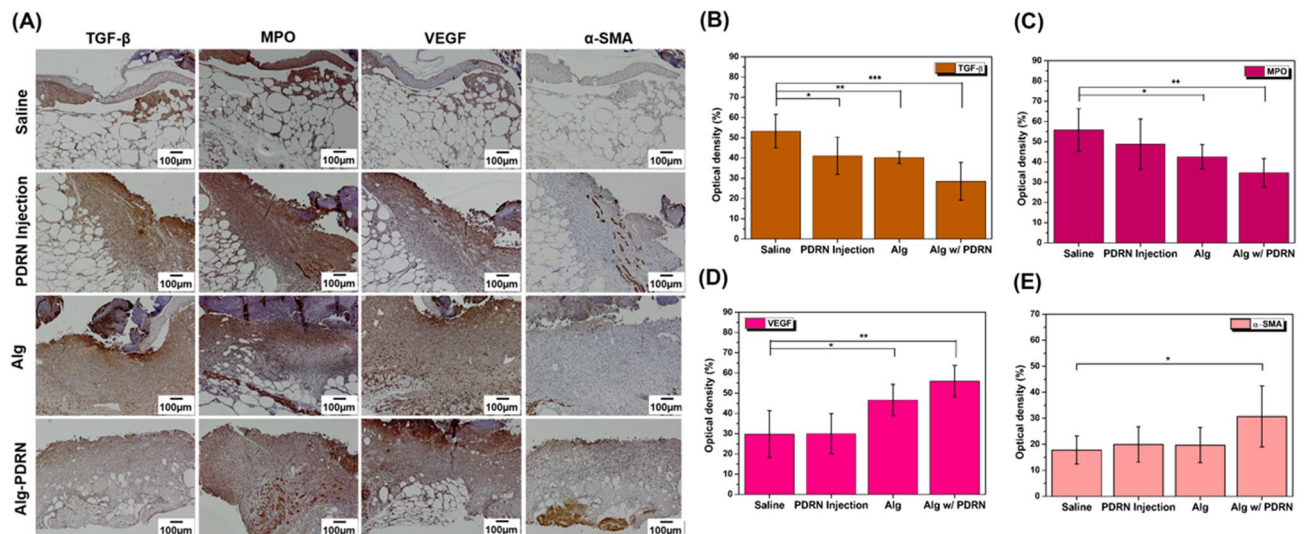 (A)
TGF-β MPO VEGF α-SMA
Saline
100μm 100μm 100μm 100μm
PDRN Injection
100μm 100μm 100μm 100μm
Alg
100μm 100μm 100μm 100μm
Alg-PDRN
100μm 100μm 100μm 100μm
(B)
TGF-β
***
**
*
Optical density (%)
90
80
70
60
50
40
30
20
10
0
Saline PDRN Injection Alg Alg w/ PDRN
(C)
MPO
**
*
Optical density (%)
90
80
70
60
50
40
30
20
10
0
Saline PDRN Injection Alg Alg w/ PDRN
(D)
VEGF
**
*
Optical density (%)
90
80
70
60
50
40
30
20
10
0
Saline PDRN Injection Alg Alg w/ PDRN
(E)
α-SMA
*
Optical density (%)
70
60
50
40
30
20
10
0
Saline PDRN Injection Alg Alg w/ PDRN